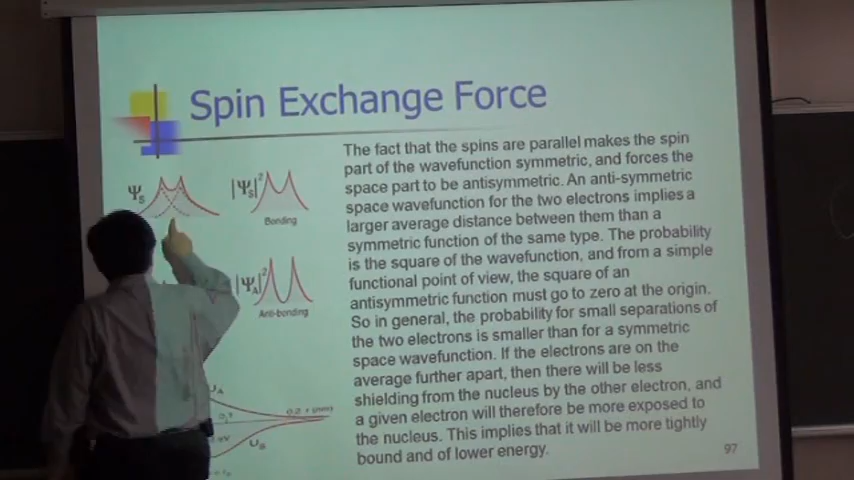 Spin Exchange Force
The fact that the spins are parallel makes the spin
part of the wavefunction symmetric, and forces the
space part to be antisymmetric. An anti-symmetric
space wavefunction for the two electrons implies a
larger average distance between them than a
symmetric function of the same type. The probability
is the square of the wavefunction, and from a simple
functional point of view, the square of an
antisymmetric function must go to zero at the origin.
So in general, the probability for small separations of
the two electrons is smaller than for a symmetric
space wavefunction. If the electrons are on the
average further apart, then there will be less
shielding from the nucleus by the other electron, and
a given electron will therefore be more exposed to
the nucleus. This implies that it will be more tightly
bound and of lower energy.
Ψs
|Ψs|²
Bonding
|ΨA|²
Anti-bonding
UA
UB
97